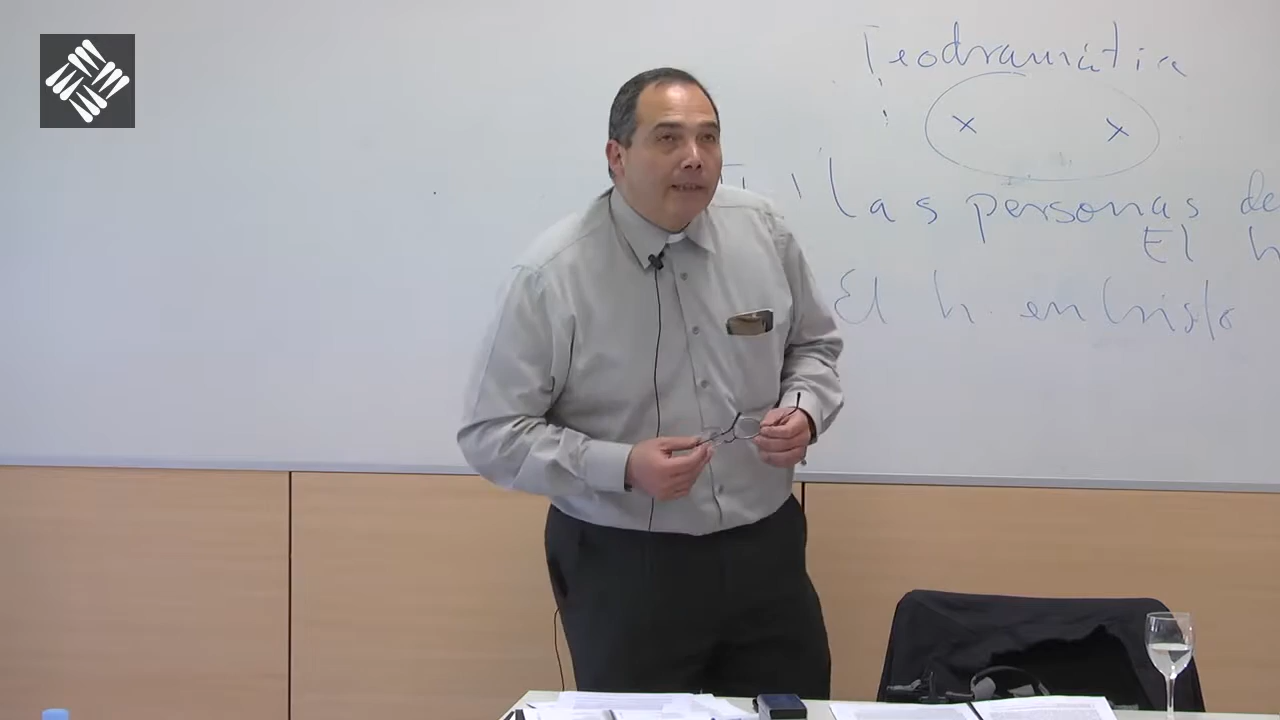 Teodramática
x x
las personas de
El h
El h. en Cristo